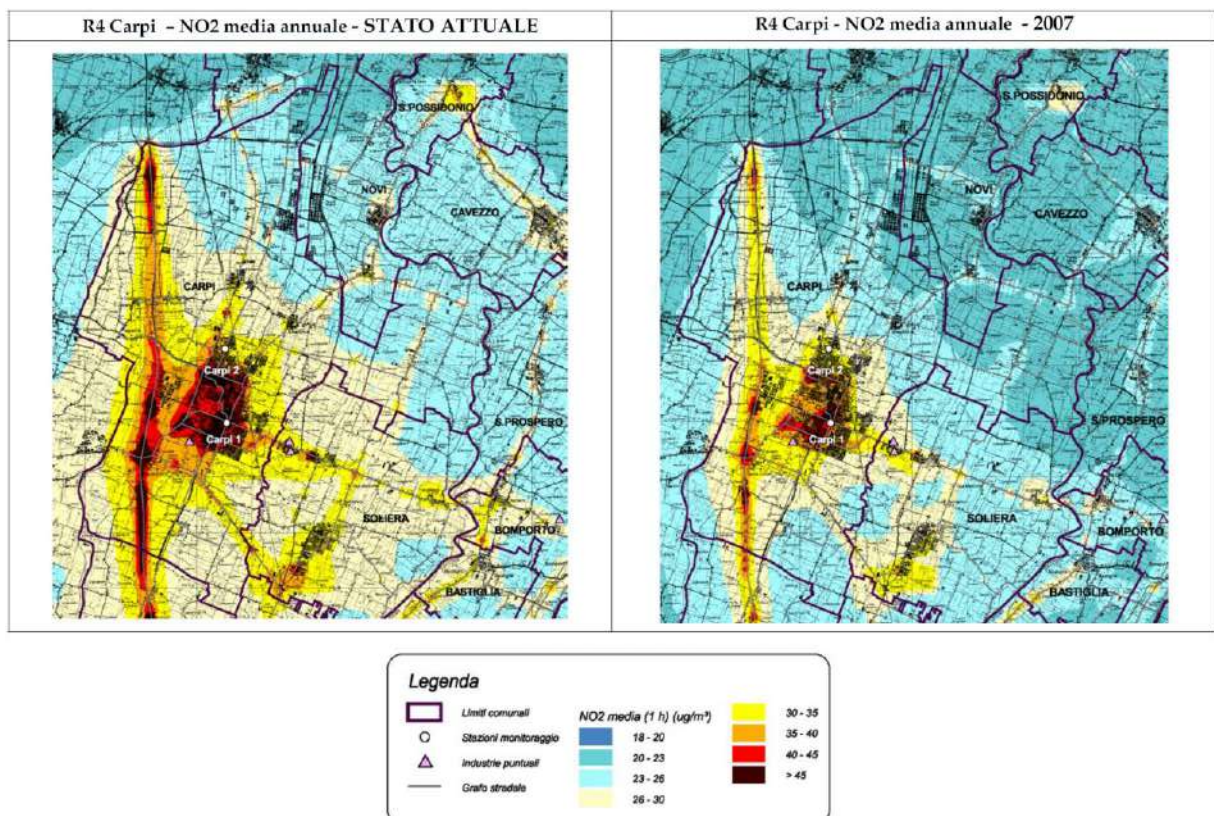 R4 Carpi – NO2 media annuale - STATO ATTUALE
R4 Carpi - NO2 media annuale - 2007
S.POSSIDONIO
NOVI
CAVEZZO
CARPI
Carpi 2
Carpi 1
S.PROSPERO
SOLIERA
BOMPORTO
BASTIGLIA
S.POSSIDONIO
NOVI
CAVEZZO
CARPI
Carpi 2
Carpi 1
S.PROSPERO
SOLIERA
BOMPORTO
BASTIGLIA
Legenda
Limiti comunali
Stazioni monitoraggio
Industrie puntuali
Grafo stradale
NO2 media (1 h) (ug/m³)
18 - 20
20 - 23
23 - 26
26 - 30
30 - 35
35 - 40
40 - 45
> 45